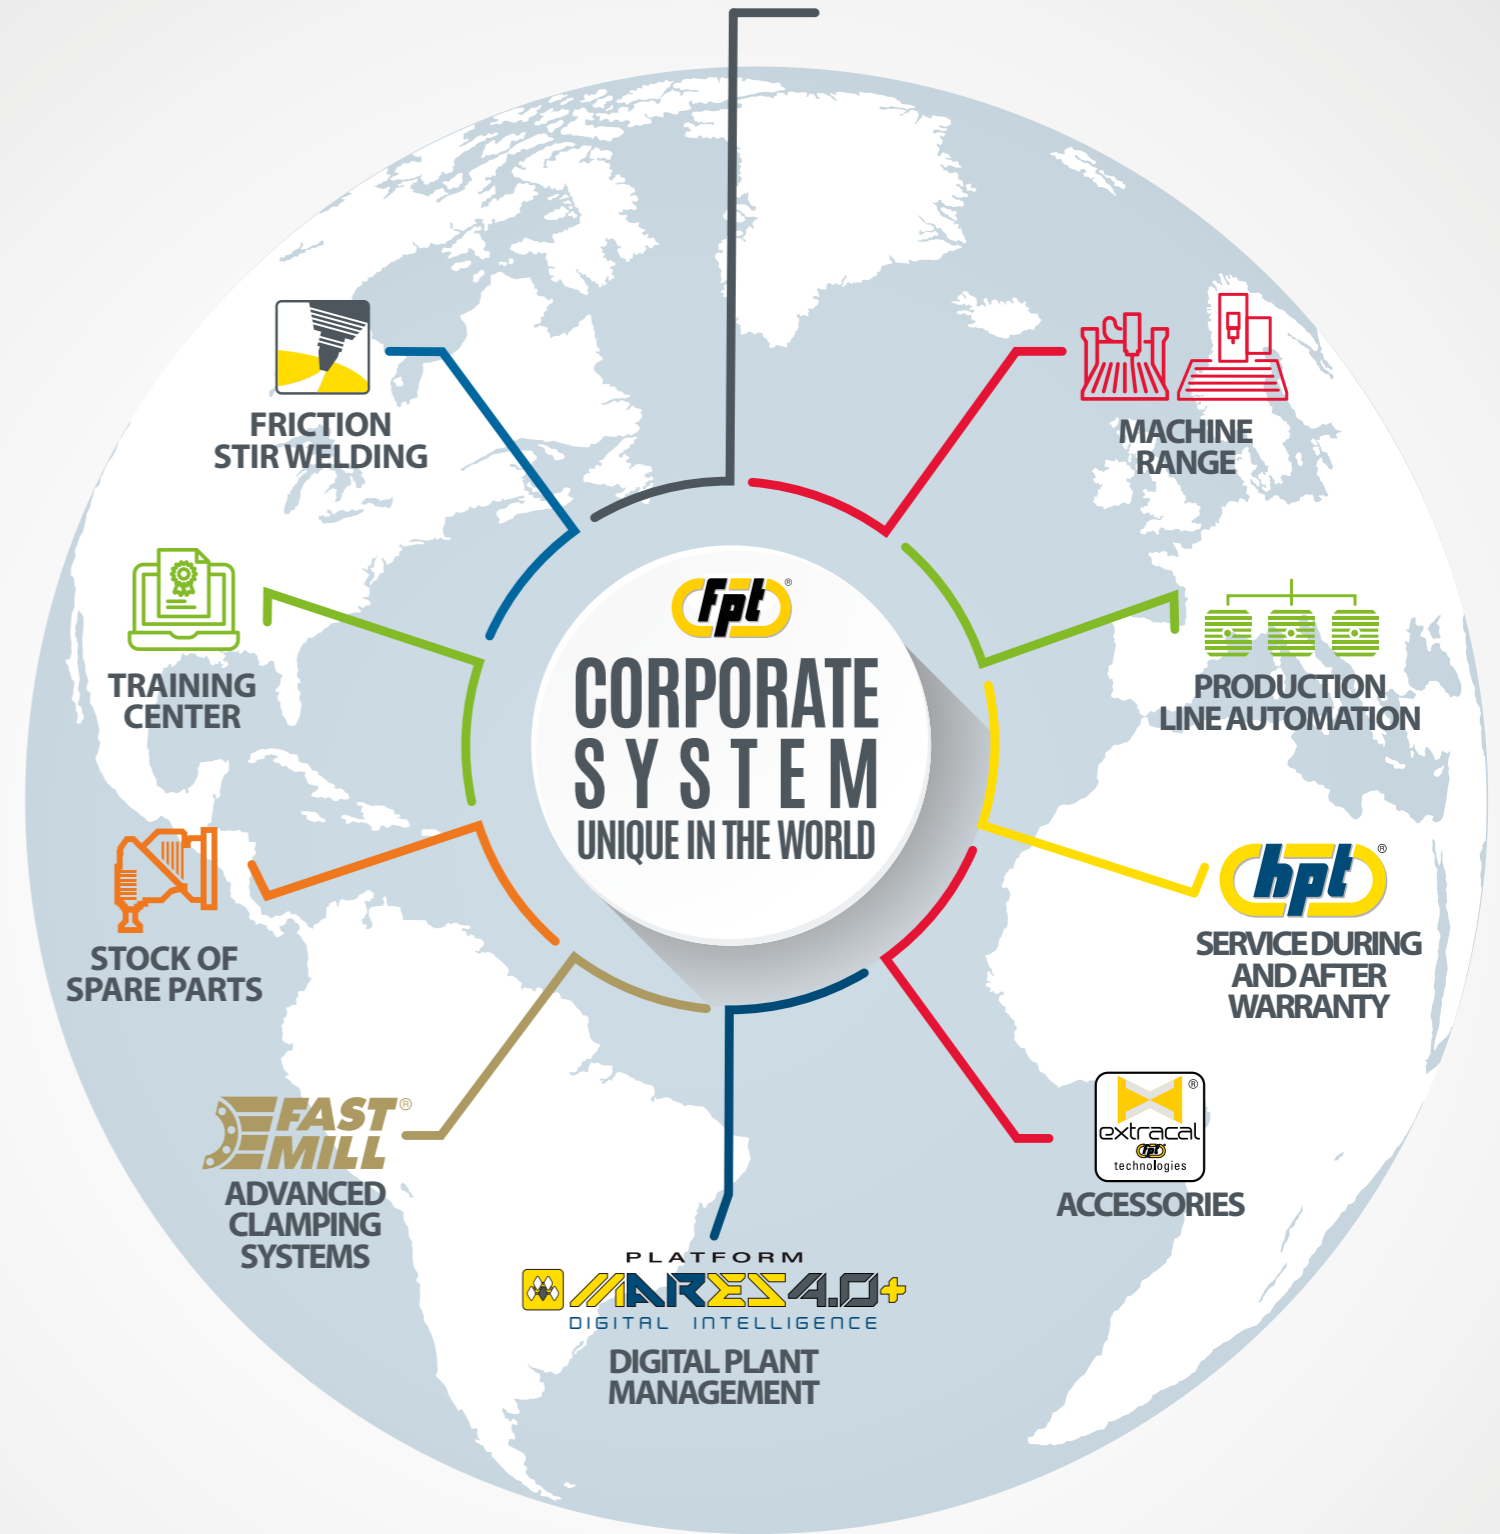 fpt ®
CORPORATE
SYSTEM
UNIQUE IN THE WORLD
MACHINE
RANGE
PRODUCTION
LINE AUTOMATION
hpt ®
SERVICE DURING
AND AFTER
WARRANTY
®
extracal
fpt
technologies
ACCESSORIES
PLATFORM
MARES 4.0+
DIGITAL INTELLIGENCE
DIGITAL PLANT
MANAGEMENT
FAST ®
MILL
ADVANCED
CLAMPING
SYSTEMS
STOCK OF
SPARE PARTS
TRAINING
CENTER
FRICTION
STIR WELDING